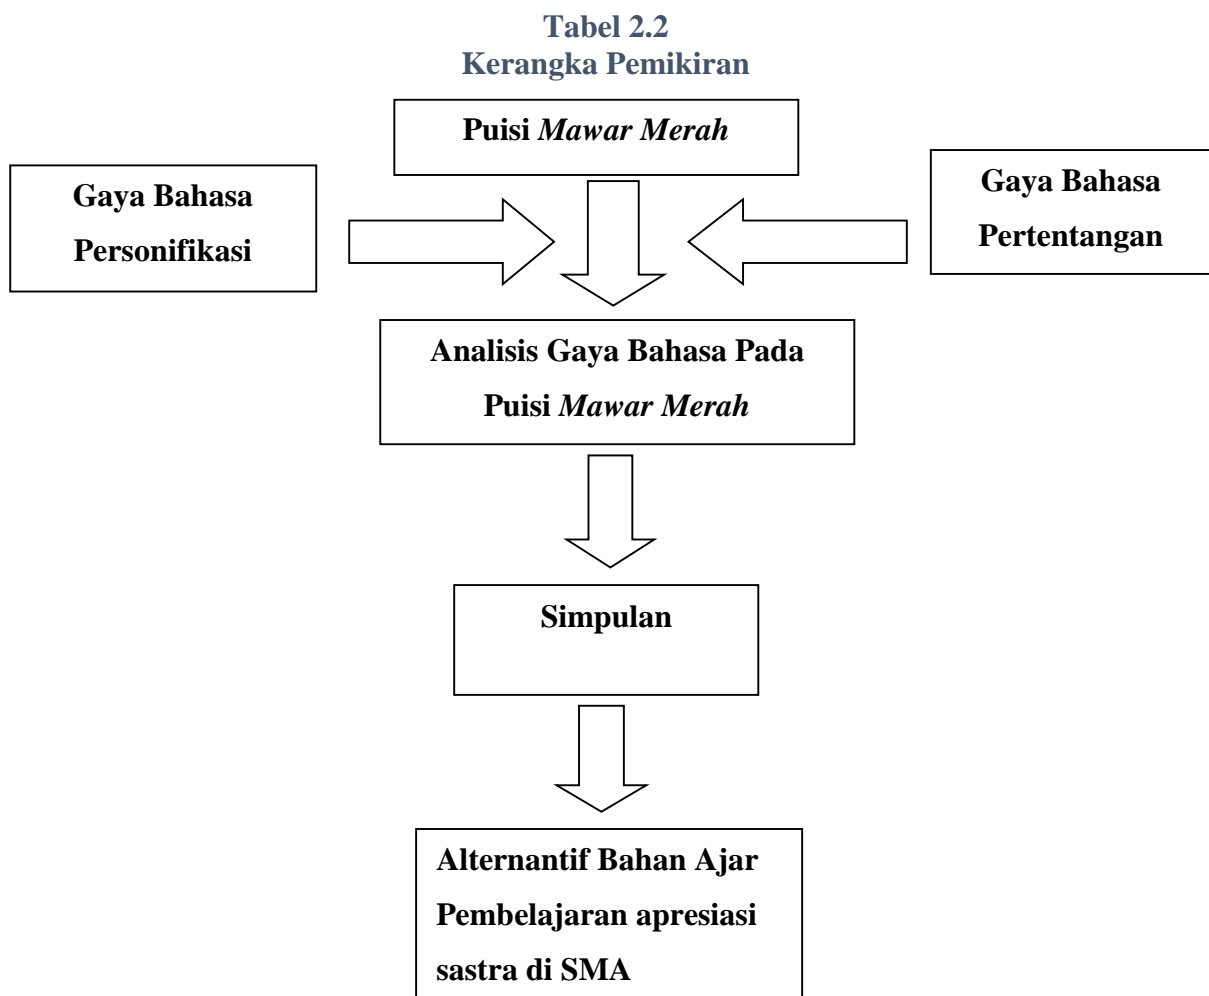 Tabel 2.2
Kerangka Pemikiran
Puisi Mawar Merah
Gaya Bahasa
Personifikasi
Gaya Bahasa
Pertentangan
Analisis Gaya Bahasa Pada
Puisi Mawar Merah
Simpulan
Alternantif Bahan Ajar
Pembelajaran apresiasi
sastra di SMA